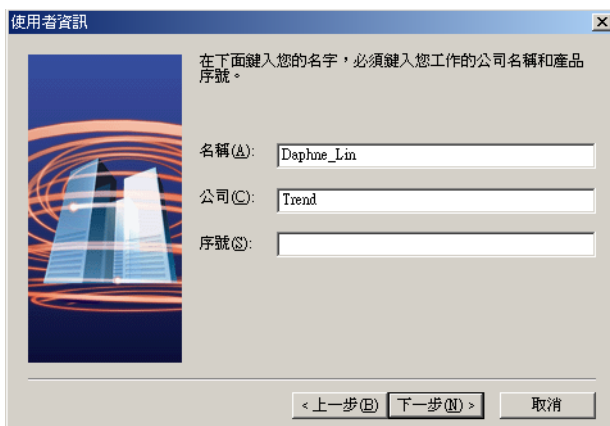 使用者資訊
在下面鍵入您的名字，必須鍵入您工作的公司名稱和產品
序號。
名稱(A): Daphne_Lin
公司(C): Trend
序號(S):
<上一步(B) 下一步(N)> 取消